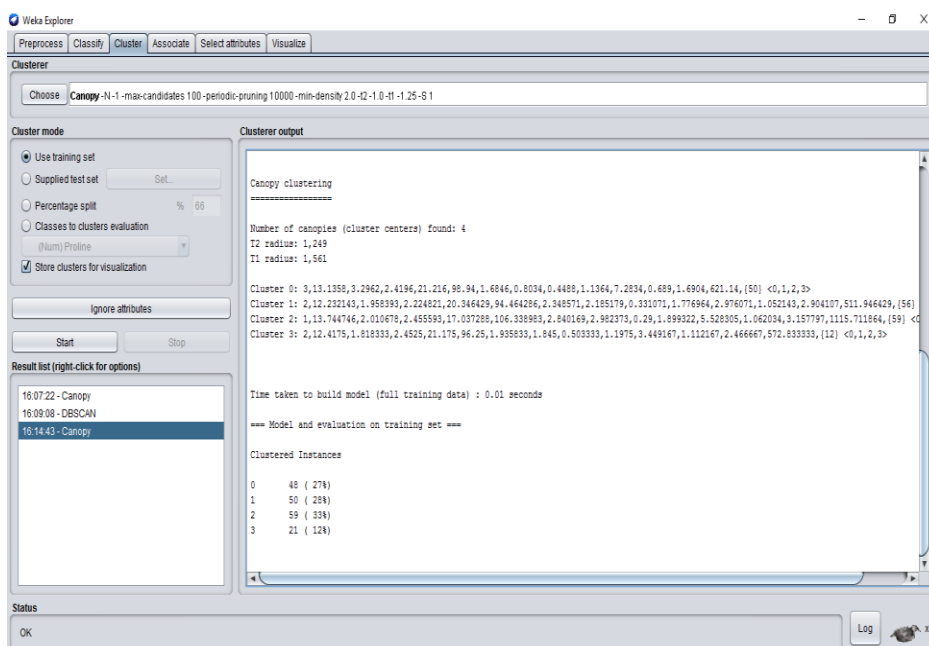 Weka Explorer
Preprocess Classify Cluster Associate Select attributes Visualize
Clusterer
Choose Canopy -N -1 -max-candidates 100 -periodic-pruning 10000 -min-density 2.0 -t2 -1.0 -t1 -1.25 -S 1
Cluster mode
Use training set
Supplied test set Set...
Percentage split % 66
Classes to clusters evaluation
(Num) Proline
Store clusters for visualization
Ignore attributes
Start Stop
Result list (right-click for options)
16:07:22 - Canopy
16:09:08 - DBSCAN
16:14:43 - Canopy
Clusterer output
Canopy clustering
=================
Number of canopies (cluster centers) found: 4
T2 radius: 1,249
T1 radius: 1,561
Cluster 0: 3,13.1358,3.2962,2.4196,21.216,98.94,1.6846,0.8034,0.4488,1.1364,7.2834,0.689,1.6904,621.14,{50} <0,1,2,3>
Cluster 1: 2,12.232143,1.958393,2.224821,20.346429,94.464286,2.348571,2.185179,0.331071,1.776964,2.976071,1.052143,2.904107,511.946429,{56}
Cluster 2: 1,13.744746,2.010678,2.455593,17.037288,106.338983,2.840169,2.982373,0.29,1.899322,5.528305,1.062034,3.157797,1115.711864,{59} <0
Cluster 3: 2,12.4175,1.818333,2.4525,21.175,96.25,1.935833,1.845,0.503333,1.1975,3.449167,1.112167,2.466667,572.833333,{12} <0,1,2,3>
Time taken to build model (full training data) : 0.01 seconds
=== Model and evaluation on training set ===
Clustered Instances
0 48 ( 27%)
1 50 ( 28%)
2 59 ( 33%)
3 21 ( 12%)
Status
OK
Log
x